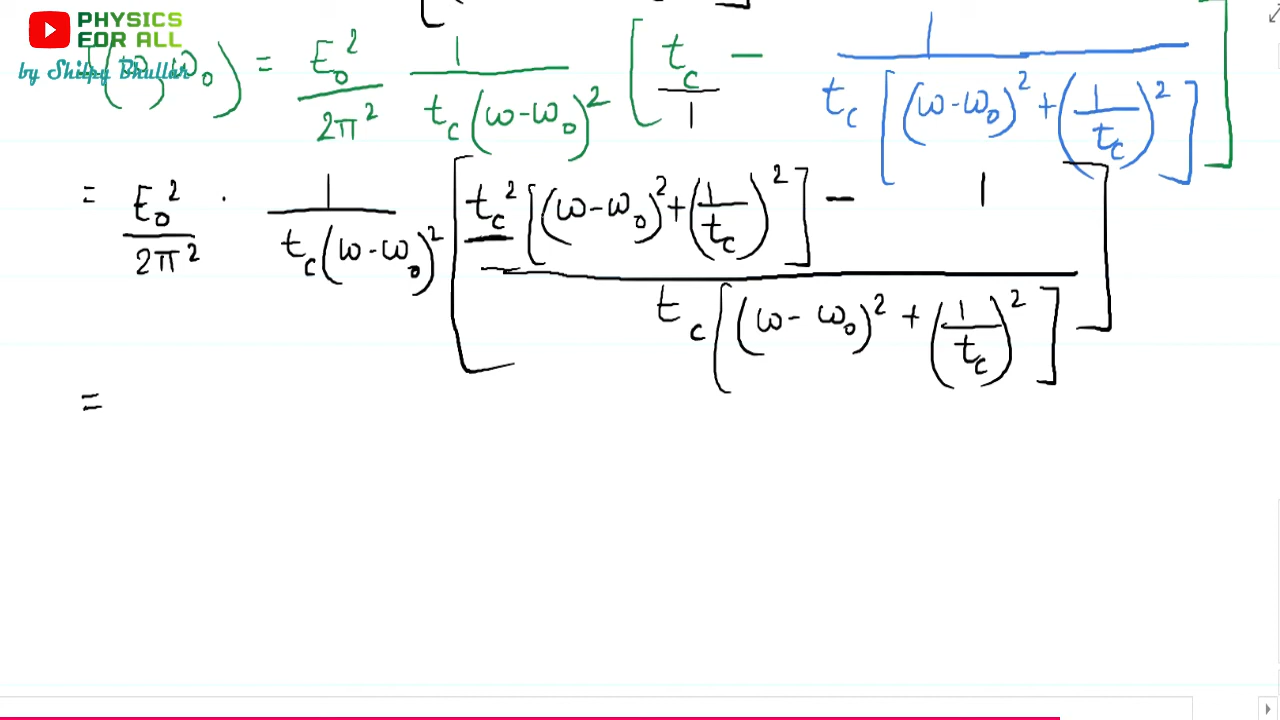 PHYSICS
FOR ALL
by Shilpy Bhullar
(ω, ω₀) = E₀²/2π² 1/t_c(ω-ω₀)² [t_c/1 - 1/t_c[(ω-ω₀)²+(1/t_c)²]]
= E₀²/2π² · 1/t_c(ω-ω₀)² [t_c²[(ω-ω₀)²+(1/t_c)²] - 1 / t_c[(ω-ω₀)²+(1/t_c)²]]
=